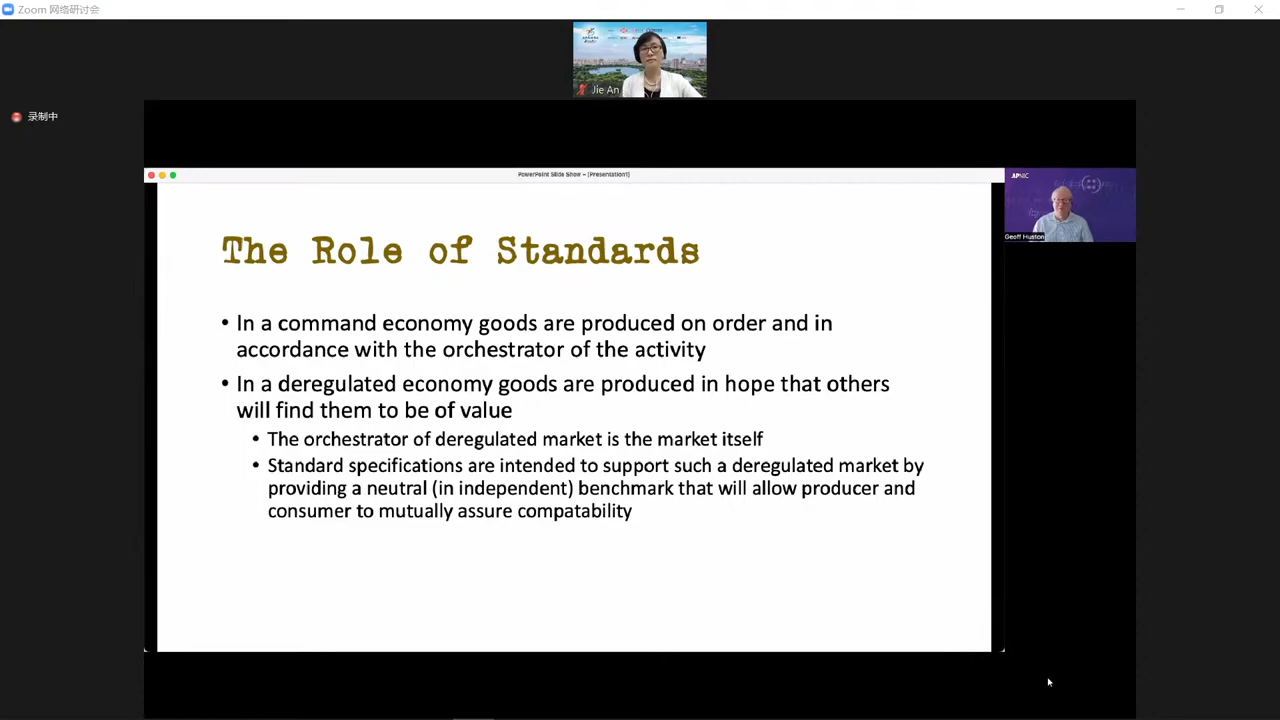 Zoom 网络研讨会
Jie An
录制中
PowerPoint Slide Show – [Presentation1]
APNIC
Geoff Huston
The Role of Standards
• In a command economy goods are produced on order and in
accordance with the orchestrator of the activity
• In a deregulated economy goods are produced in hope that others
will find them to be of value
• The orchestrator of deregulated market is the market itself
• Standard specifications are intended to support such a deregulated market by
providing a neutral (in independent) benchmark that will allow producer and
consumer to mutually assure compatability